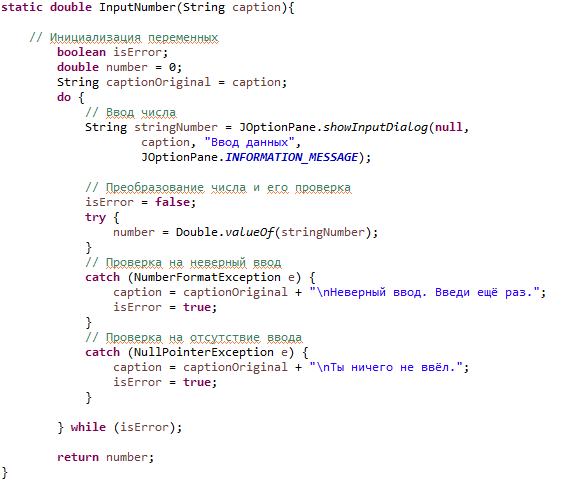 static double InputNumber(String caption){
// Инициализация переменных
boolean isError;
double number = 0;
String captionOriginal = caption;
do {
// Ввод числа
String stringNumber = JOptionPane.showInputDialog(null,
caption, "Ввод данных",
JOptionPane.INFORMATION_MESSAGE);
// Преобразование числа и его проверка
isError = false;
try {
number = Double.valueOf(stringNumber);
}
// Проверка на неверный ввод
catch (NumberFormatException e) {
caption = captionOriginal + "\nНеверный ввод. Введи ещё раз.";
isError = true;
}
// Проверка на отсутствие ввода
catch (NullPointerException e) {
caption = captionOriginal + "\nТы ничего не ввёл.";
isError = true;
}
} while (isError);
return number;
}